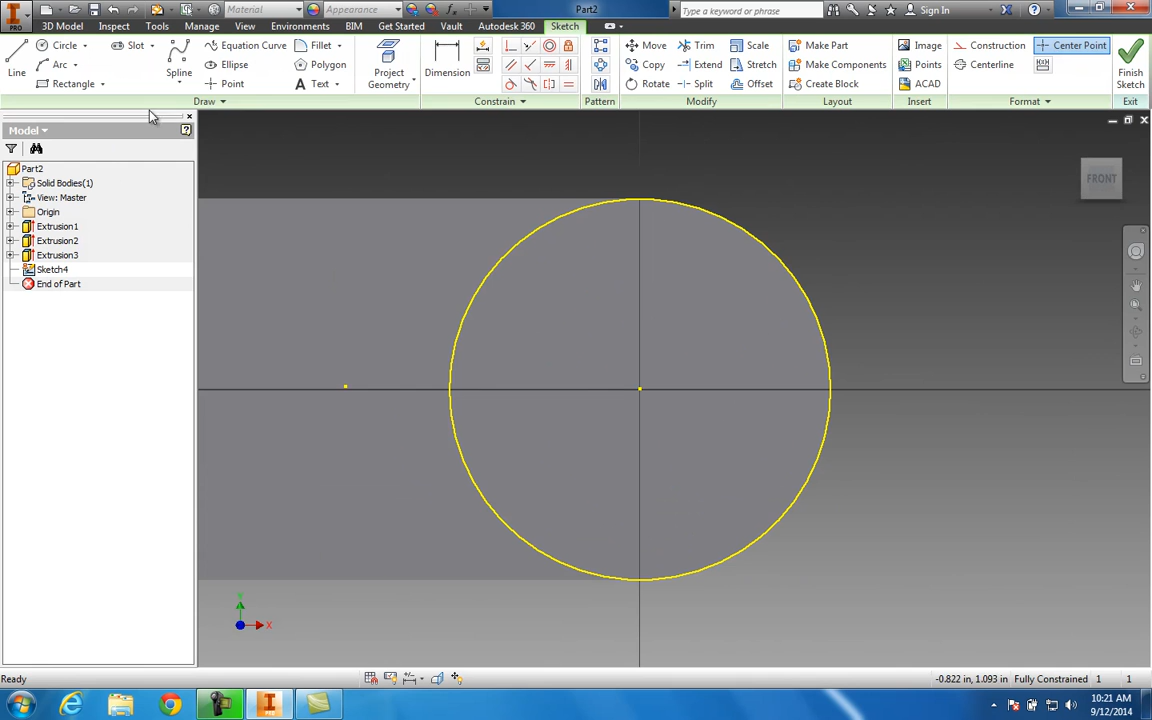 PRO
Material
Appearance
Part2
Type a keyword or phrase
Sign In
3D Model
Inspect
Tools
Manage
View
Environments
BIM
Get Started
Vault
Autodesk 360
Sketch
Line
Circle
Arc
Rectangle
Slot
Spline
Equation Curve
Ellipse
Point
Fillet
Polygon
Text
Project Geometry
Dimension
Move
Copy
Rotate
Trim
Extend
Split
Scale
Stretch
Offset
Make Part
Make Components
Create Block
Image
Points
ACAD
Construction
Centerline
Center Point
Finish Sketch
Draw
Constrain
Pattern
Modify
Layout
Insert
Format
Exit
Model
Part2
Solid Bodies(1)
View: Master
Origin
Extrusion1
Extrusion2
Extrusion3
Sketch4
End of Part
FRONT
Y
X
Ready
-0.822 in, 1.093 in Fully Constrained 1 1
10:21 AM
9/12/2014